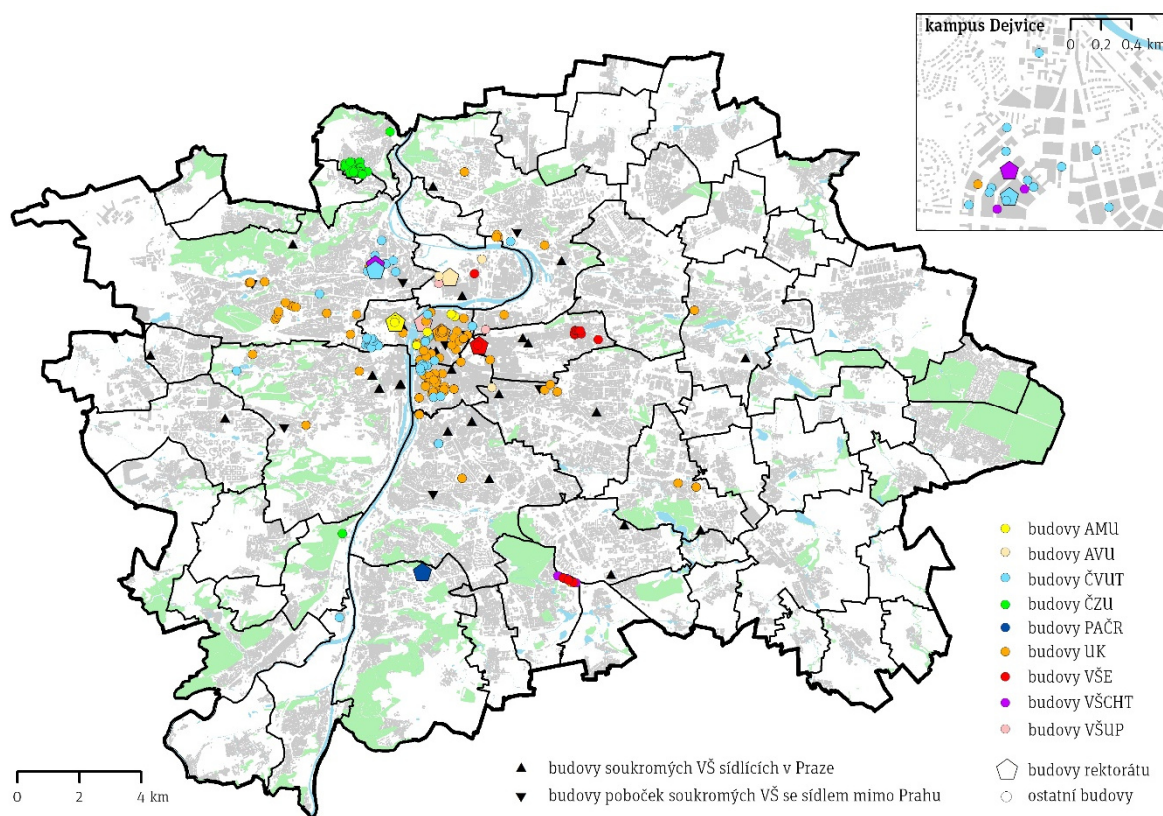 kampus Dejvice
0 0,2 0,4 km
budovy AMU
budovy AVU
budovy ČVUT
budovy ČZU
budovy PAČR
budovy UK
budovy VŠE
budovy VŠCHT
budovy VŠUP
budovy rektorátu
ostatní budovy
budovy soukromých VŠ sídlících v Praze
budovy poboček soukromých VŠ se sídlem mimo Prahu
0 2 4 km